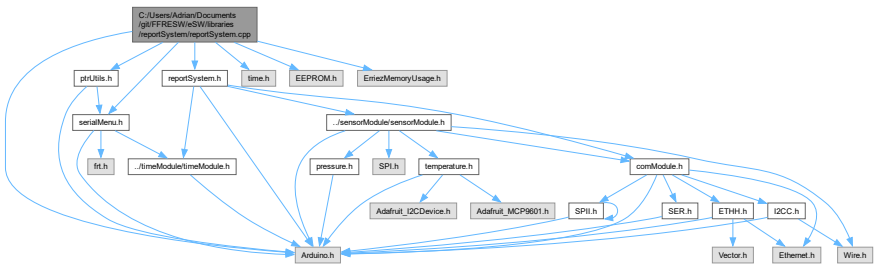 C:/Users/Adrian/Documents
/git/FFRESW/eSW/libraries
/reportSystem/reportSystem.cpp
ptrUtils.h
reportSystem.h
time.h
EEPROM.h
ErriezMemoryUsage.h
serialMenu.h
../sensorModule/sensorModule.h
frt.h
../timeModule/timeModule.h
pressure.h
SPI.h
temperature.h
comModule.h
Adafruit_I2CDevice.h
Adafruit_MCP9601.h
SPII.h
SER.h
ETHH.h
I2CC.h
Arduino.h
Vector.h
Ethernet.h
Wire.h